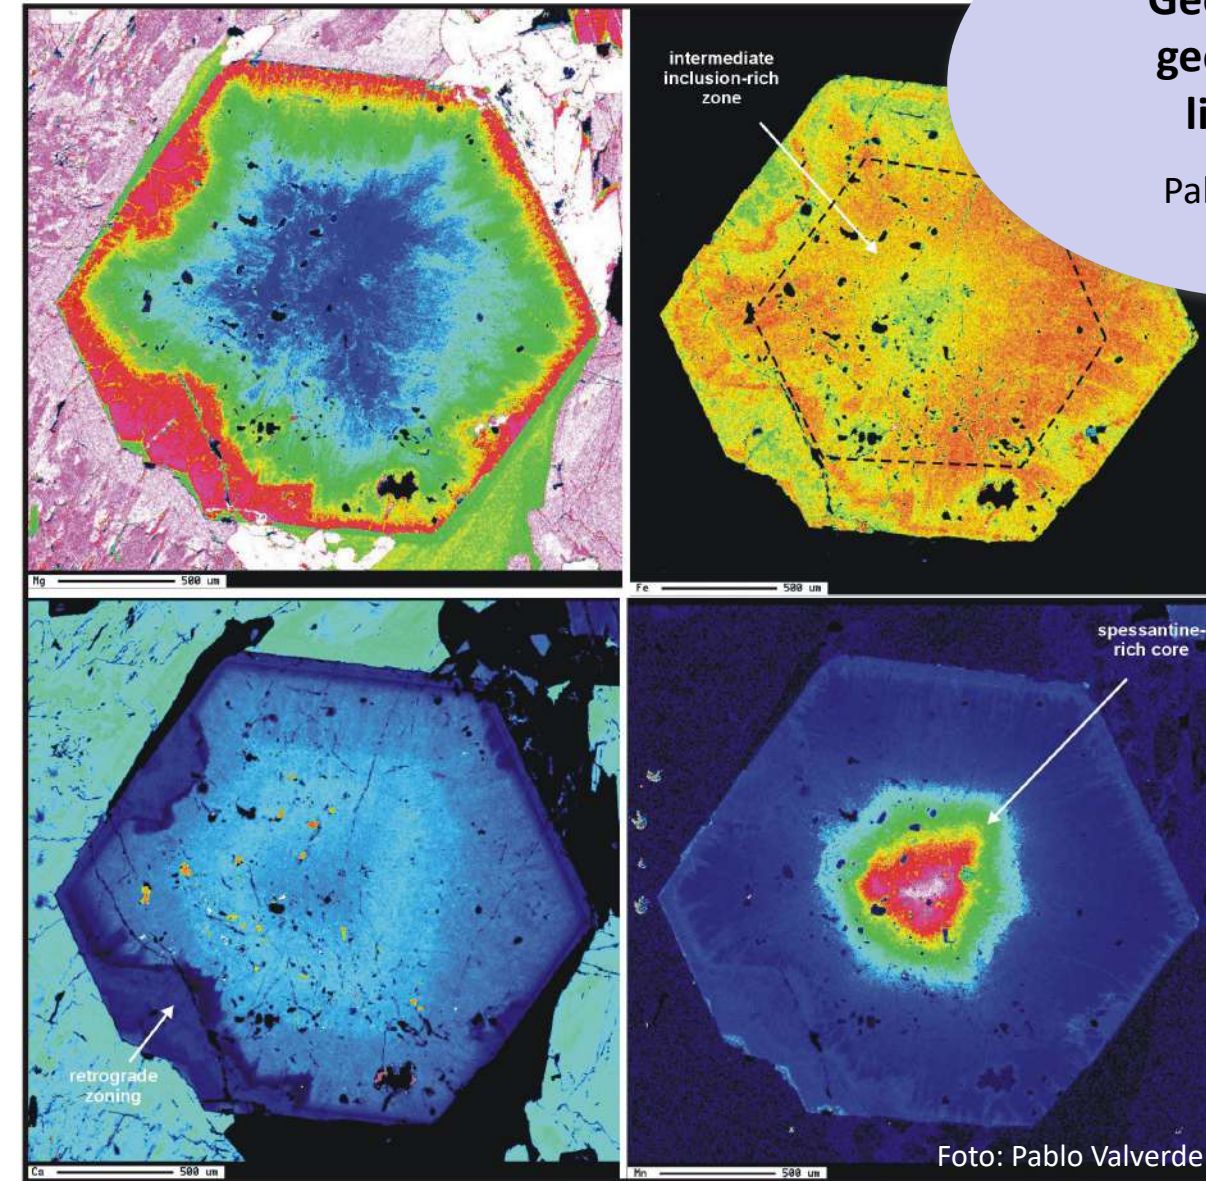 intermediate
inclusion-rich
zone
Pablo
Mg 500 um
Fe 500 um
spessantine-
rich core
retrograde
zoning
Ca 500 um
Mn 500 um
Foto: Pablo Valverde